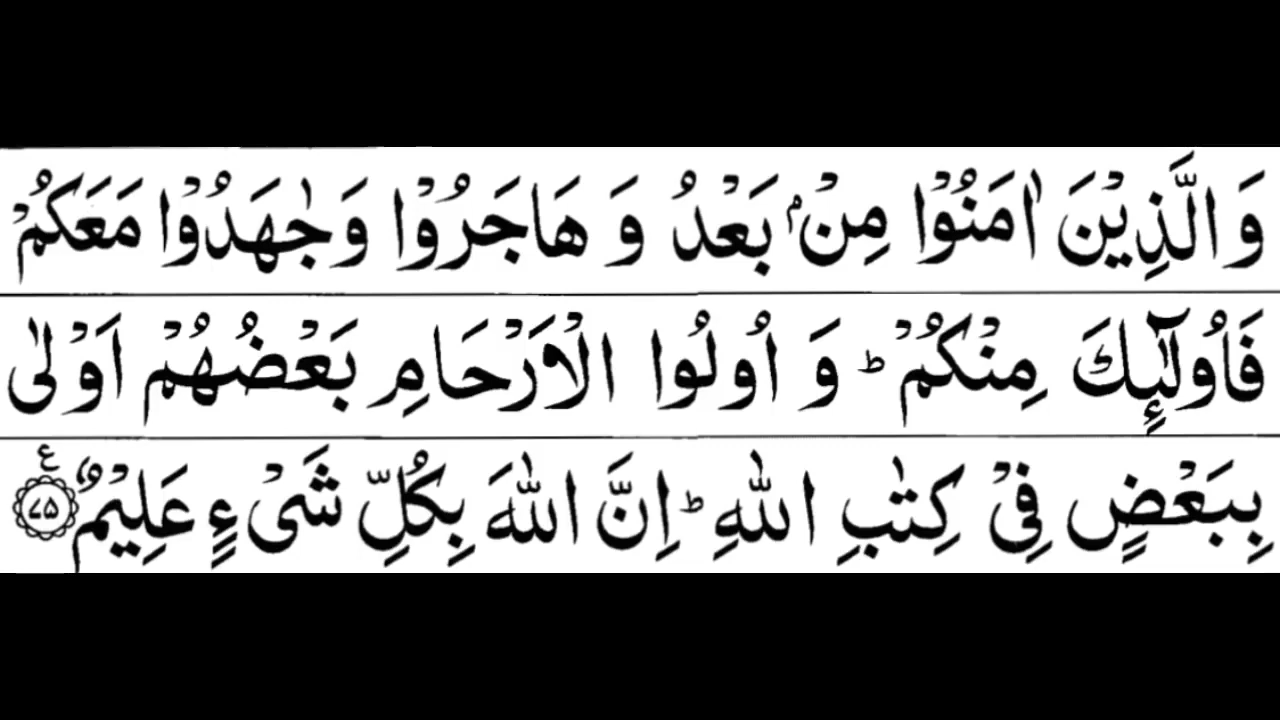 وَ الَّذِیْنَ اٰمَنُوْا مِنْۢ بَعْدُ وَ هَاجَرُوْا وَ جٰهَدُوْا مَعَكُمْ
فَاُولٰٓىِٕكَ مِنْكُمْؕ وَ اُولُوا الْاَرْحَامِ بَعْضُهُمْ اَوْلٰى
بِبَعْضٍ فِیْ كِتٰبِ اللّٰهِؕ اِنَّ اللّٰهَ بِكُلِّ شَیْءٍ عَلِیْمٌ۠ ۧ ﴿۷۵﴾